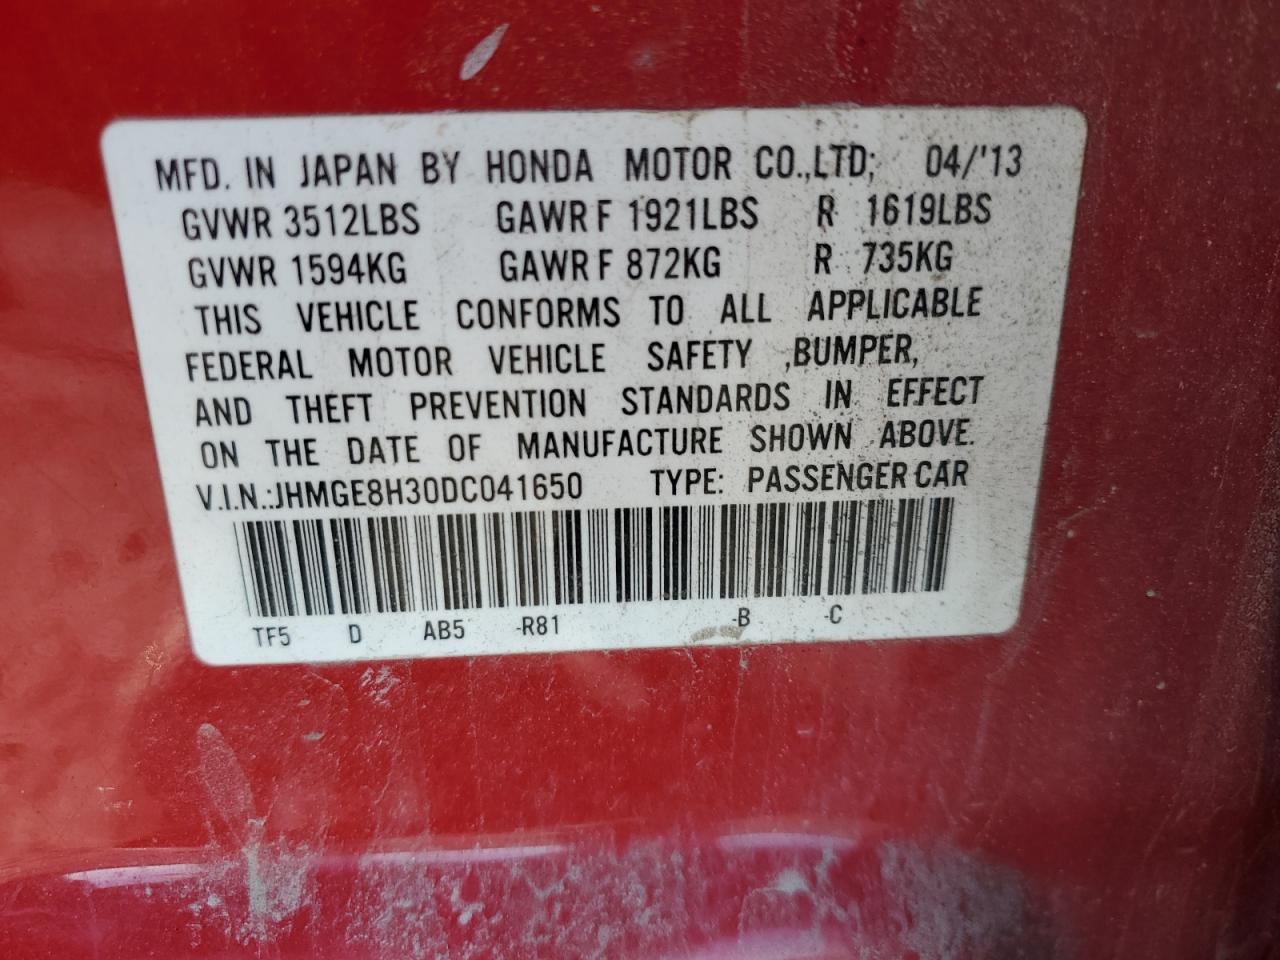 MFD. IN JAPAN BY HONDA MOTOR CO.,LTD; 04/'13
GVWR 3512LBS GAWR F 1921LBS R 1619LBS
GVWR 1594KG GAWR F 872KG R 735KG
THIS VEHICLE CONFORMS TO ALL APPLICABLE
FEDERAL MOTOR VEHICLE SAFETY ,BUMPER,
AND THEFT PREVENTION STANDARDS IN EFFECT
ON THE DATE OF MANUFACTURE SHOWN ABOVE.
V.I.N.:JHMGE8H30DC041650 TYPE: PASSENGER CAR
TF5 D AB5 -R81 -B -C